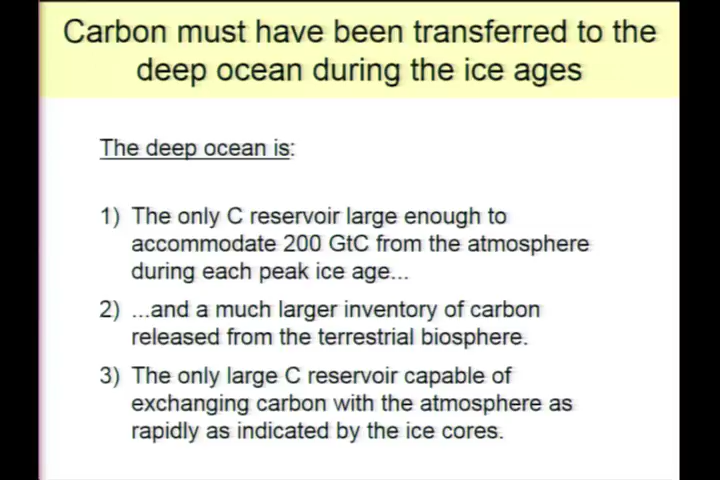 Carbon must have been transferred to the
deep ocean during the ice ages
The deep ocean is:
1) The only C reservoir large enough to
accommodate 200 GtC from the atmosphere
during each peak ice age...
2) ...and a much larger inventory of carbon
released from the terrestrial biosphere.
3) The only large C reservoir capable of
exchanging carbon with the atmosphere as
rapidly as indicated by the ice cores.